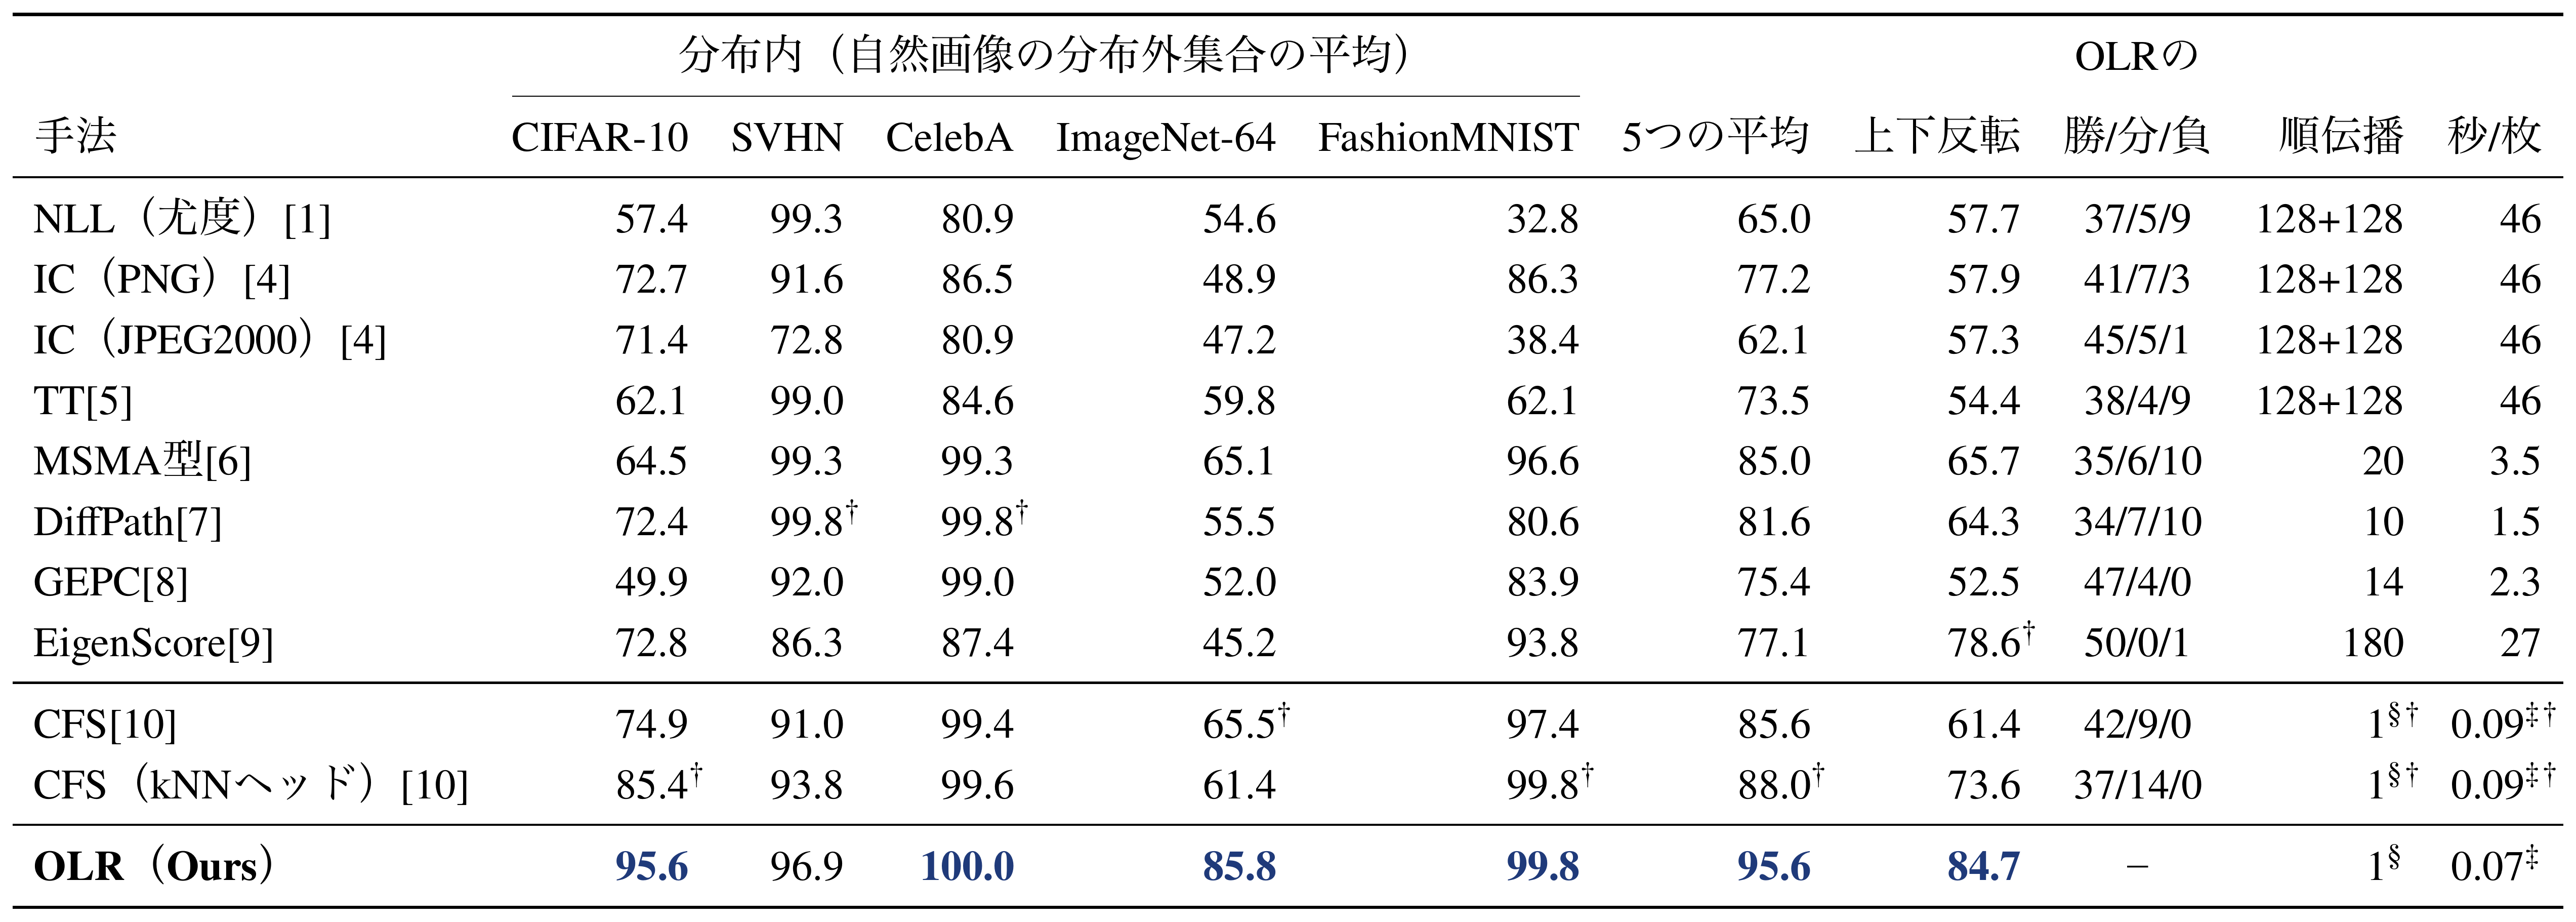 分布内（自然画像の分布外集合の平均） OLRの
手法 CIFAR-10 SVHN CelebA ImageNet-64 FashionMNIST 5つの平均 上下反転 勝/分/負 順伝播 秒/枚
NLL（尤度）[1] 57.4 99.3 80.9 54.6 32.8 65.0 57.7 37/5/9 128+128 46
IC（PNG）[4] 72.7 91.6 86.5 48.9 86.3 77.2 57.9 41/7/3 128+128 46
IC（JPEG2000）[4] 71.4 72.8 80.9 47.2 38.4 62.1 57.3 45/5/1 128+128 46
TT[5] 62.1 99.0 84.6 59.8 62.1 73.5 54.4 38/4/9 128+128 46
MSMA型[6] 64.5 99.3 99.3 65.1 96.6 85.0 65.7 35/6/10 20 3.5
DiffPath[7] 72.4 99.8† 99.8† 55.5 80.6 81.6 64.3 34/7/10 10 1.5
GEPC[8] 49.9 92.0 99.0 52.0 83.9 75.4 52.5 47/4/0 14 2.3
EigenScore[9] 72.8 86.3 87.4 45.2 93.8 77.1 78.6† 50/0/1 180 27
CFS[10] 74.9 91.0 99.4 65.5† 97.4 85.6 61.4 42/9/0 1§† 0.09‡†
CFS（kNNヘッド）[10] 85.4† 93.8 99.6 61.4 99.8† 88.0† 73.6 37/14/0 1§† 0.09‡†
OLR（Ours） 95.6 96.9 100.0 85.8 99.8 95.6 84.7 – 1§ 0.07‡